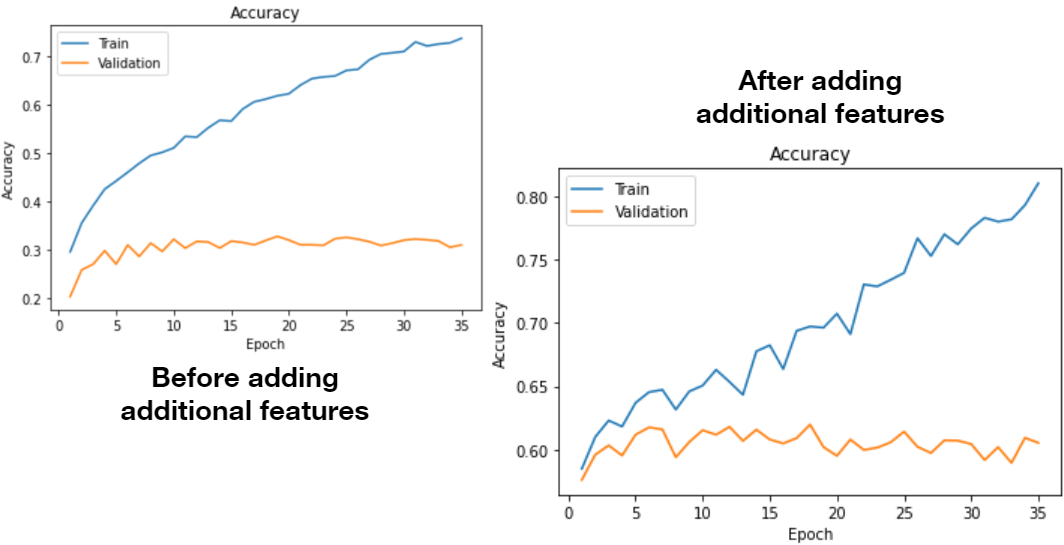 Accuracy
Train
Validation
0.7
0.6
0.5
0.4
0.3
0.2
Accuracy
0 5 10 15 20 25 30 35
Epoch
Before adding
additional features
After adding
additional features
Accuracy
Train
Validation
0.80
0.75
0.70
0.65
0.60
Accuracy
0 5 10 15 20 25 30 35
Epoch